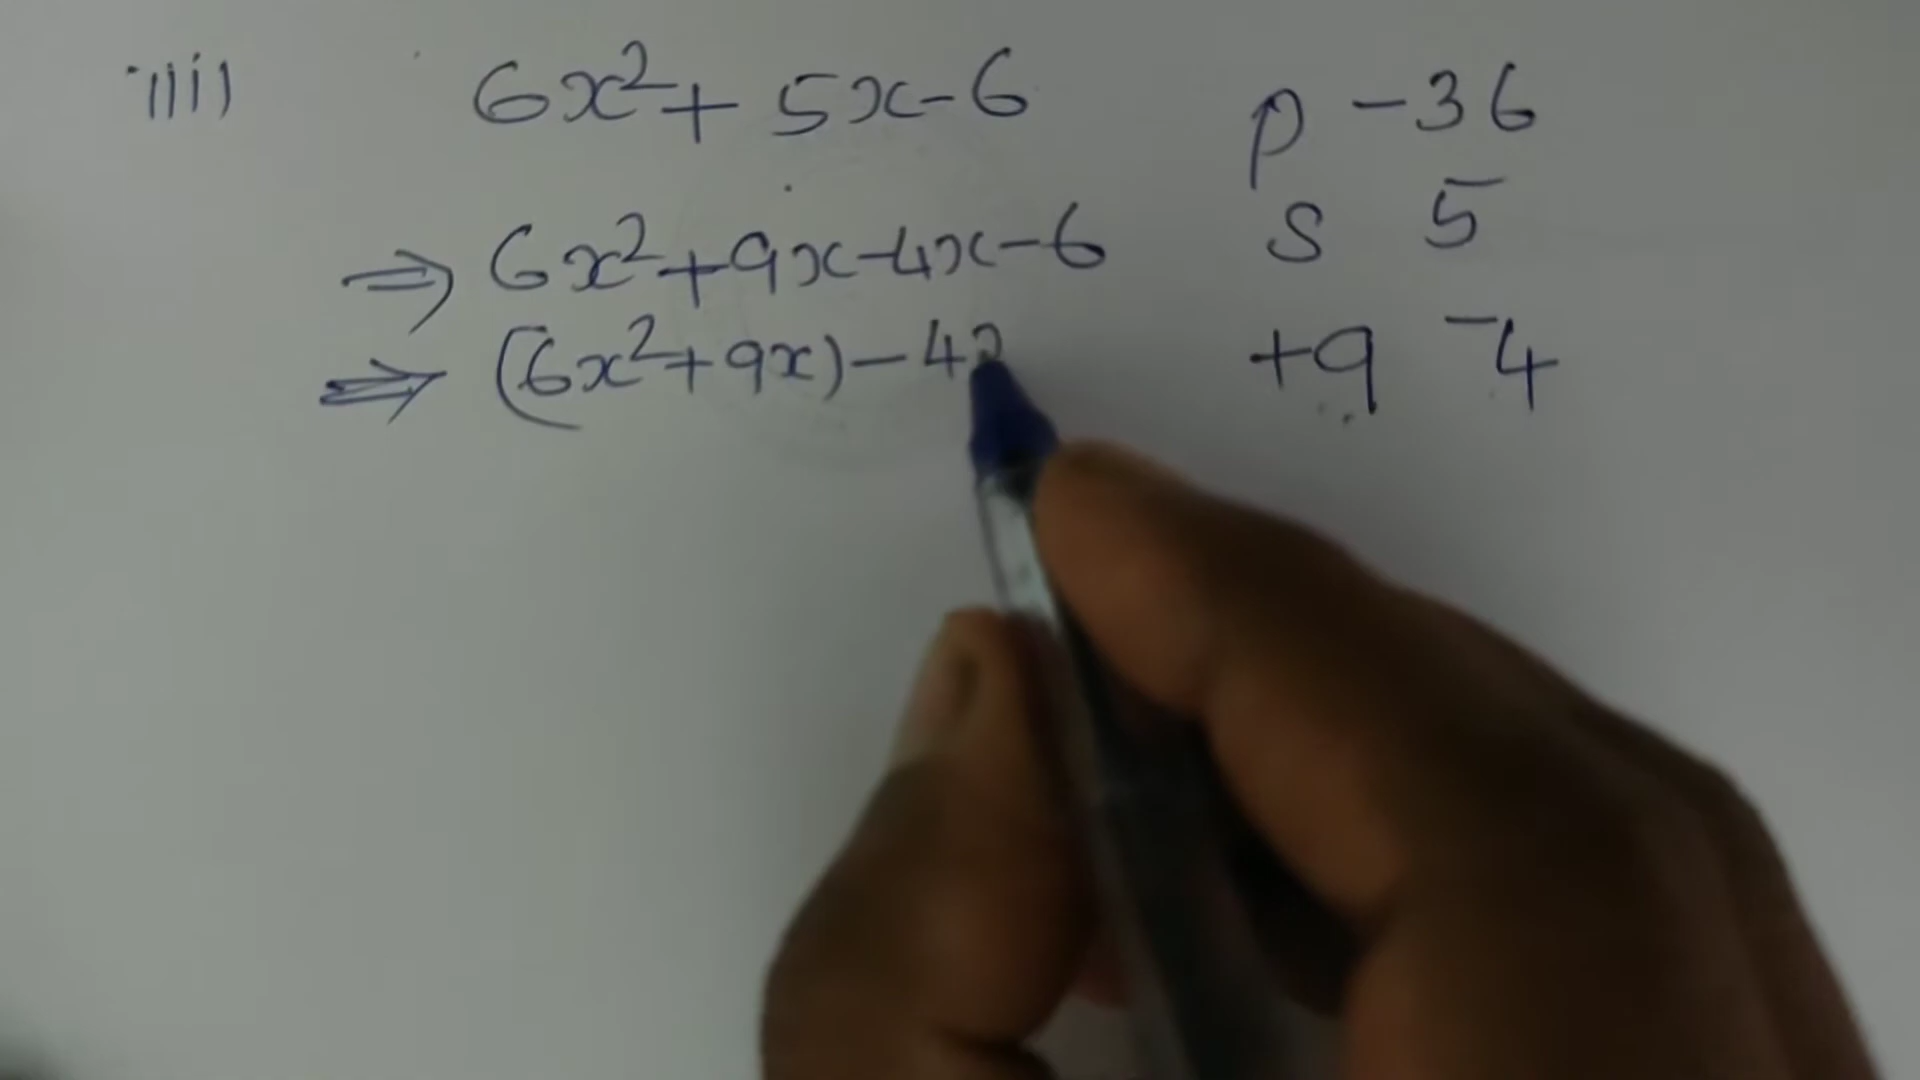 iii) 6x² + 5x - 6
p -36
s 5
⇒ 6x² + 9x - 4x - 6
+9 -4
⇒ (6x² + 9x) - 4